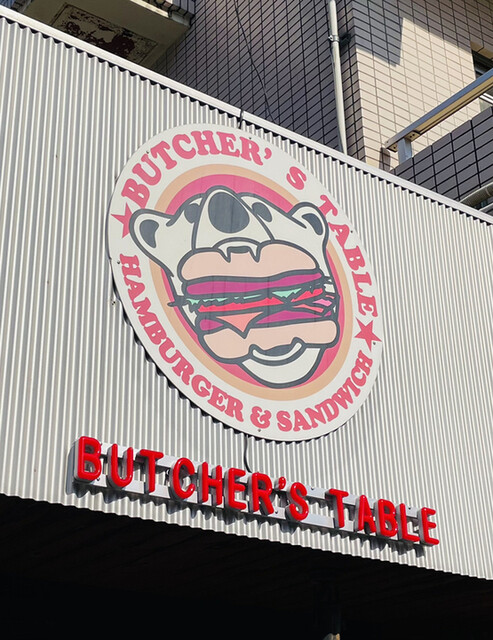 BUTCHER'S TABLE
HAMBURGER & SANDWICH
BUTCHER'S TABLE